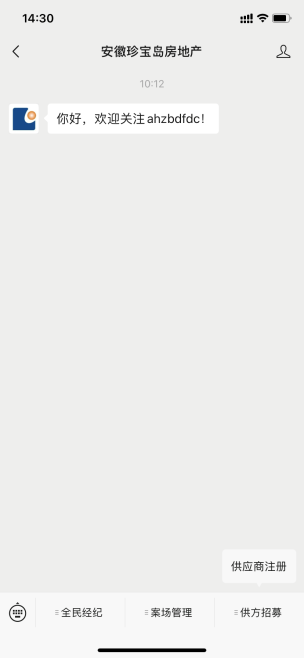 14:30
安徽珍宝岛房地产
10:12
你好，欢迎关注ahzbdfdc！
供应商注册
全民经纪
案场管理
供方招募